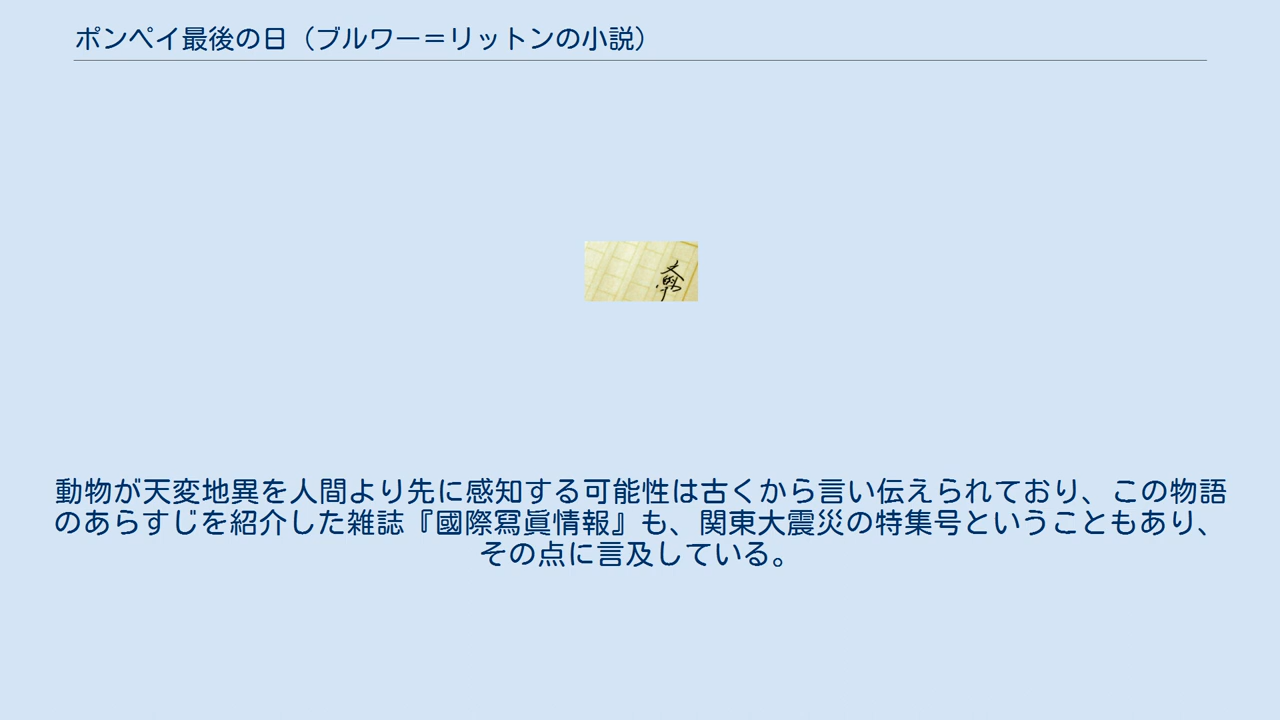 ポンペイ最後の日（ブルワー＝リットンの小説）
動物が天変地異を人間より先に感知する可能性は古くから言い伝えられており、この物語
のあらすじを紹介した雑誌『國際寫眞情報』も、関東大震災の特集号ということもあり、
その点に言及している。